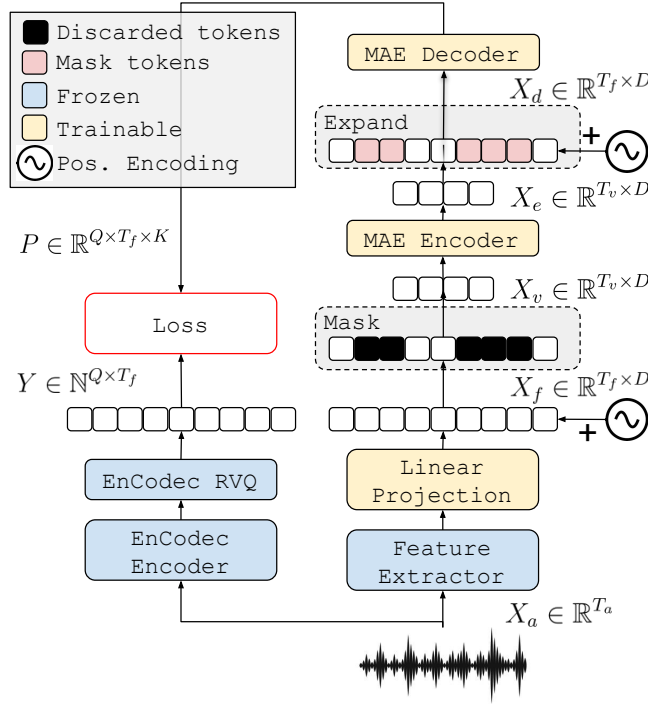 Discarded tokens
Mask tokens
Frozen
Trainable
Pos. Encoding
MAE Decoder
X_d ∈ ℝ^{T_f×D}
Expand
+
X_e ∈ ℝ^{T_v×D}
P ∈ ℝ^{Q×T_f×K}
MAE Encoder
X_v ∈ ℝ^{T_v×D}
Loss
Mask
Y ∈ ℕ^{Q×T_f}
X_f ∈ ℝ^{T_f×D}
+
EnCodec RVQ
Linear
Projection
EnCodec
Encoder
Feature
Extractor
X_a ∈ ℝ^{T_a}